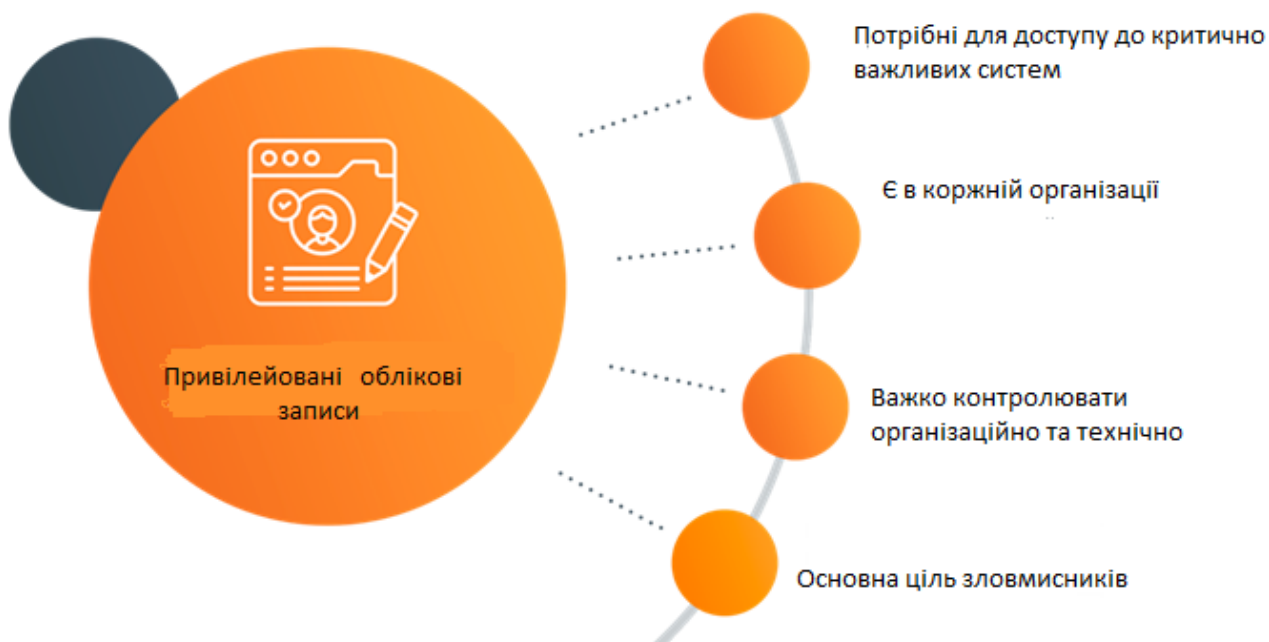 Потрібні для доступу до критично
важливих систем
Є в коржній організації
Привілейовані облікові
записи
Важко контролювати
організаційно та технічно
Основна ціль зловмисників